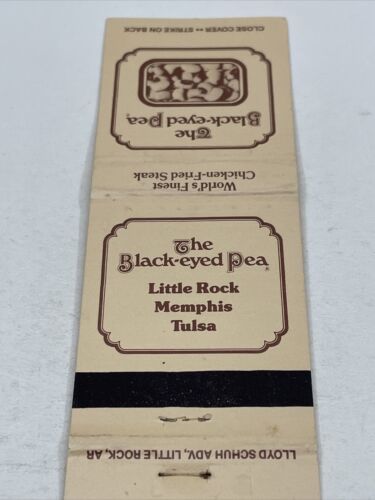 CLOSE COVER •• STRIKE ON BACK
The
Black-eyed Pea®
World's Finest
Chicken-Fried Steak
The
Black-eyed Pea®
Little Rock
Memphis
Tulsa
LLOYD SCHUH ADV, LITTLE ROCK, AR